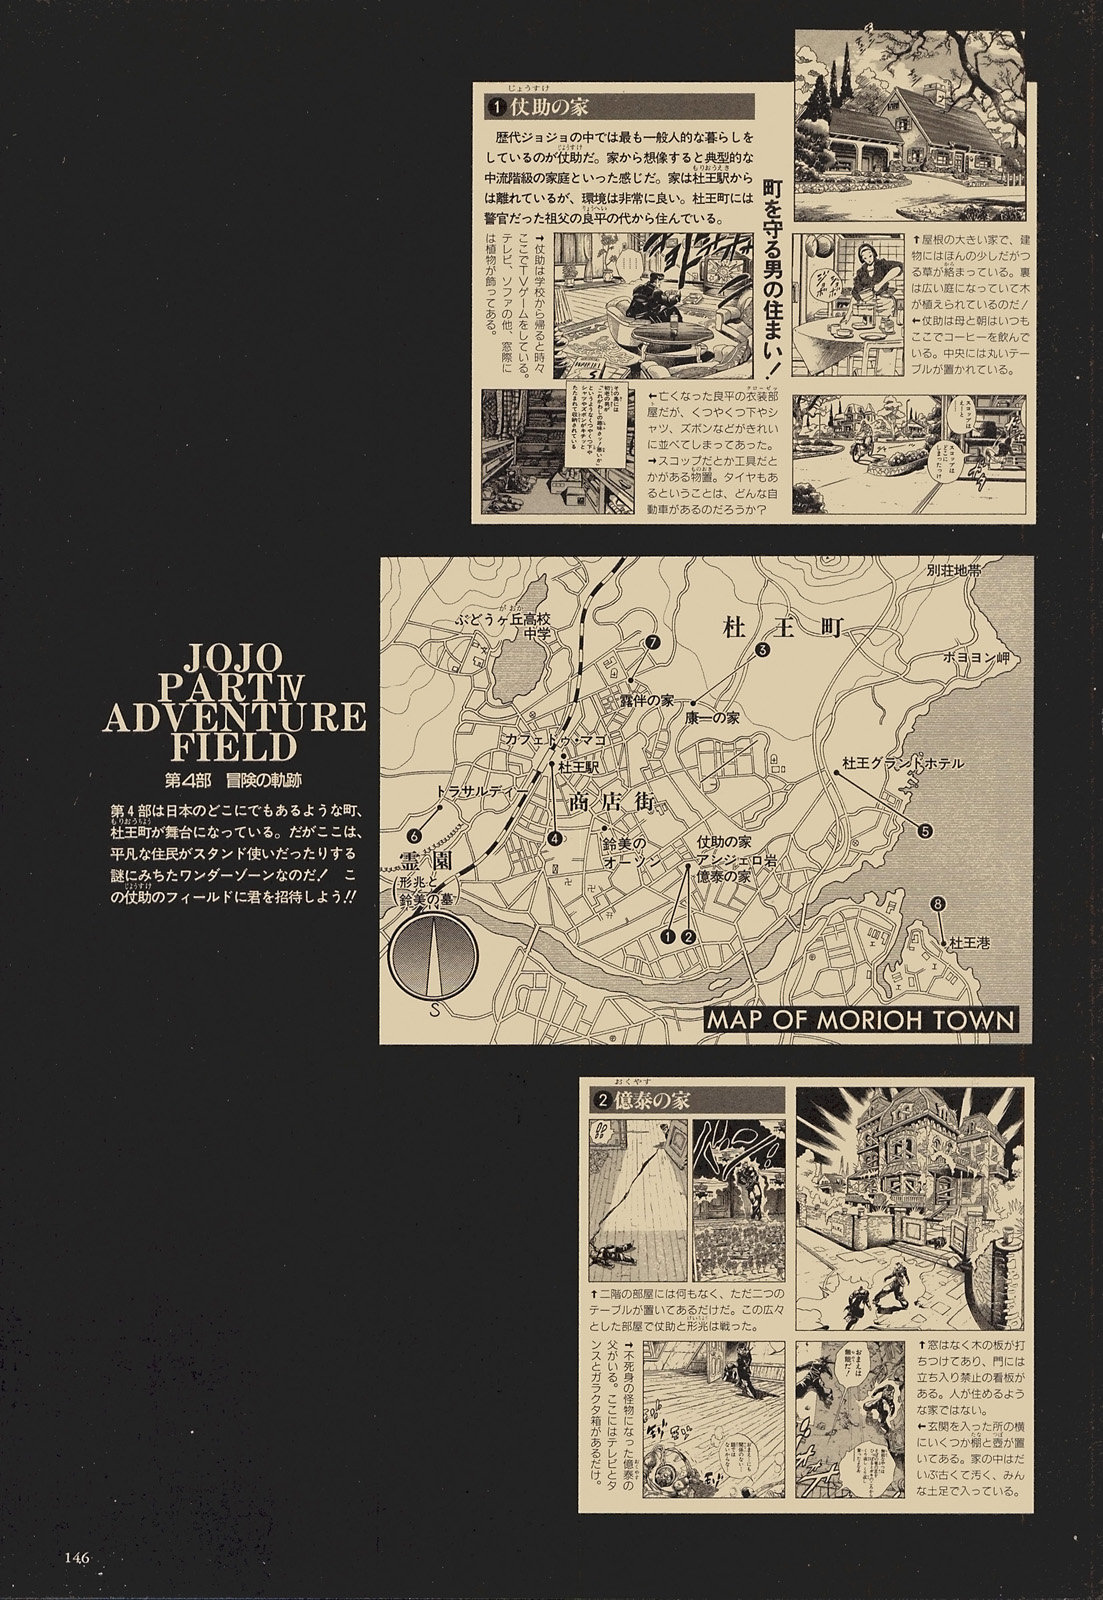 JOJO
PART IV
ADVENTURE
FIELD
第4部 冒険の軌跡
第4部は日本のどこにでもあるような町、
杜王町が舞台になっている。だがここは、
平凡な住民がスタンド使いだったりする
謎にみちたワンダーゾーンなのだ! こ
の仗助のフィールドに君を招待しよう!!
1 仗助の家
歴代ジョジョの中では最も一般人的な暮らしを
しているのが仗助だ。家から想像すると典型的な
中流階級の家庭といった感じだ。家は杜王駅から
は離れているが、環境は非常に良い。杜王町には
警官だった祖父の良平の代から住んでいる。
町を守る男の住まい!
↑屋根の大きい家で、建
物にはほんの少しだがつ
る草が絡まっている。裏
は広い庭になっていて木
が植えられているのだ!
←仗助は母と朝はいつも
ここでコーヒーを飲んで
いる。中央には丸いテー
ブルが置かれている。
→仗助は学校から帰ると時々
ここでTVゲームをしている。
テレビ、ソファの他、窓際に
は植物が飾ってある。
←亡くなった良平の衣装部
屋だが、くつやくつ下やシ
ャツ、ズボンなどがきれい
に並べてしまってあった。
→スコップだとか工具だと
かがある物置。タイヤもあ
るということは、どんな自
動車があるのだろうか?
別荘地帯
ぶどうヶ丘高校
中学
杜王町
ボヨヨン岬
7
3
露伴の家
康一の家
カフェ・ドゥ・マゴ
杜王駅
杜王グランドホテル
トラサルディー
商店街
6
4
5
鈴美の
オーソン
仗助の家
アンジェロ岩
億泰の家
霊園
形兆と
鈴美の墓
8
1 2
杜王港
S
MAP OF MORIOH TOWN
2 億泰の家
↑二階の部屋には何もなく、ただ二つの
テーブルが置いてあるだけだ。この広々
とした部屋で仗助と形兆は戦った。
→不死身の怪物になった億泰の
父がいる。ここにはテレビとタ
ンスとガラクタ箱があるだけ。
おまえは
無敵だ!
↑窓はなく木の板が打
ちつけてあり、門には
立ち入り禁止の看板が
ある。人が住めるよう
な家ではない。
←玄関を入った所の横
にいくつか棚と壺が置
いてある。家の中はだ
いぶ古くて汚く、みん
な土足で入っている。
146